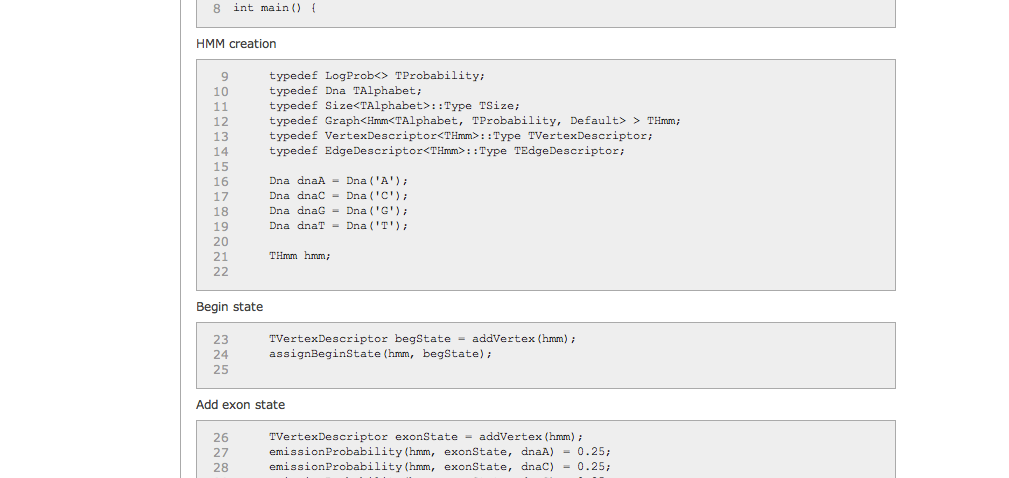 8 int main() {
HMM creation
9 typedef LogProb<> TProbability;
10 typedef Dna TAlphabet;
11 typedef Size<TAlphabet>::Type TSize;
12 typedef Graph<Hmm<TAlphabet, TProbability, Default> > THmm;
13 typedef VertexDescriptor<THmm>::Type TVertexDescriptor;
14 typedef EdgeDescriptor<THmm>::Type TEdgeDescriptor;
15
16 Dna dnaA = Dna('A');
17 Dna dnaC = Dna('C');
18 Dna dnaG = Dna('G');
19 Dna dnaT = Dna('T');
20
21 THmm hmm;
22
Begin state
23 TVertexDescriptor begState = addVertex(hmm);
24 assignBeginState(hmm, begState);
25
Add exon state
26 TVertexDescriptor exonState = addVertex(hmm);
27 emissionProbability(hmm, exonState, dnaA) = 0.25;
28 emissionProbability(hmm, exonState, dnaC) = 0.25;